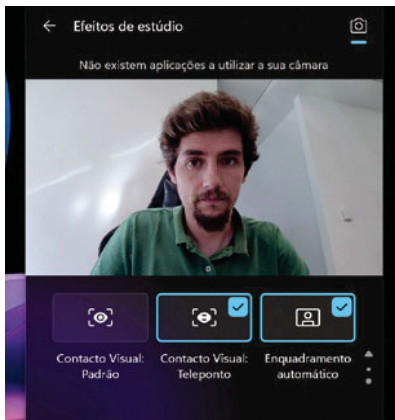 Efeitos de estúdio
Não existem aplicações a utilizar a sua câmara
Contacto Visual:
Padrão
Contacto Visual:
Teleponto
Enquadramento
automático